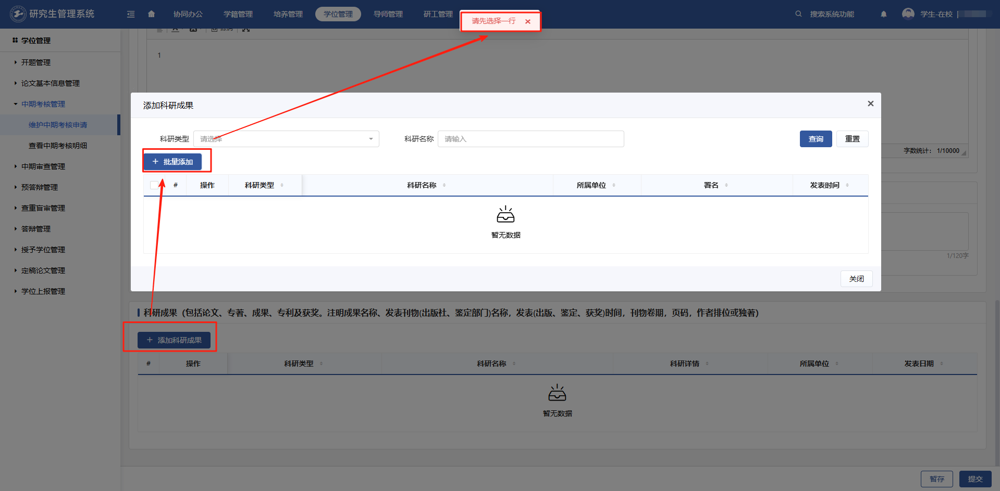 研究生管理系统
协同办公
学籍管理
培养管理
学位管理
导师管理
研工管理
请先选择一行
搜索系统功能
学生-在校
学位管理
开题管理
论文基本信息管理
中期考核管理
维护中期考核申请
查看中期考核明细
中期审查管理
预答辩管理
查重盲审管理
答辩管理
授予学位管理
定稿论文管理
学位上报管理
源码
1
字数统计： 1/10000
1/120字
添加科研成果
科研类型 请选择
科研名称 请输入
查询 重置
+ 批量添加
# 操作 科研类型 科研名称 所属单位 署名 发表时间
暂无数据
关闭
科研成果（包括论文、专著、成果、专利及获奖。注明成果名称、发表刊物(出版社、鉴定部门)名称，发表(出版、鉴定、获奖)时间，刊物卷期，页码，作者排位或独著）
+ 添加科研成果
# 操作 科研类型 科研名称 科研详情 所属单位 发表日期
暂无数据
暂存 提交